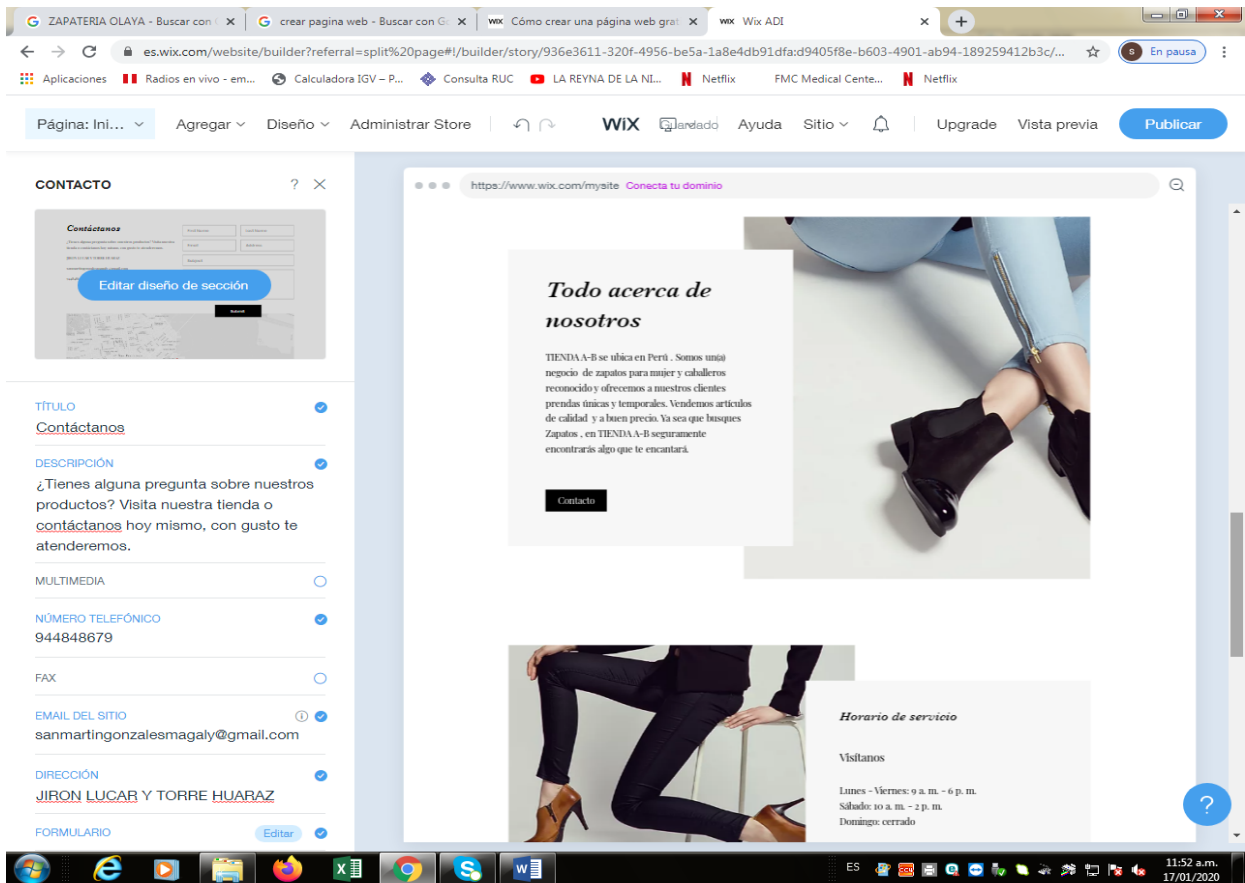 ZAPATERIA OLAYA - Buscar con
crear pagina web - Buscar con Go
WIX Cómo crear una página web grat
WIX Wix ADI
es.wix.com/website/builder?referral=split%20page#!/builder/story/936e3611-320f-4956-be5a-1a8e4db91dfa:d9405f8e-b603-4901-ab94-189259412b3c/...
s En pausa
Aplicaciones Radios en vivo - em... Calculadora IGV – P... Consulta RUC LA REYNA DE LA NI... N Netflix FMC Medical Cente... N Netflix
Página: Ini... Agregar Diseño Administrar Store WiX Guardado Ayuda Sitio Upgrade Vista previa Publicar
CONTACTO ?
Contáctanos
Submit
Editar diseño de sección
TÍTULO
Contáctanos
DESCRIPCIÓN
¿Tienes alguna pregunta sobre nuestros
productos? Visita nuestra tienda o
contáctanos hoy mismo, con gusto te
atenderemos.
MULTIMEDIA
NÚMERO TELEFÓNICO
944848679
FAX
EMAIL DEL SITIO
sanmartingonzalesmagaly@gmail.com
DIRECCIÓN
JIRON LUCAR Y TORRE HUARAZ
FORMULARIO Editar
https://www.wix.com/mysite Conecta tu dominio
Todo acerca de
nosotros
TIENDA A-B se ubica en Perú . Somos un(a)
negocio de zapatos para mujer y caballeros
reconocido y ofrecemos a nuestros clientes
prendas únicas y temporales. Vendemos artículos
de calidad y a buen precio. Ya sea que busques
Zapatos , en TIENDA A-B seguramente
encontrarás algo que te encantará.
Contacto
Horario de servicio
Visítanos
Lunes - Viernes: 9 a. m. - 6 p. m.
Sábado: 10 a. m. - 2 p. m.
Domingo: cerrado
?
ES
11:52 a.m.
17/01/2020